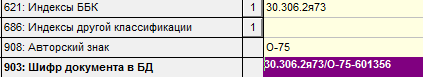 621: Индексы ББК 1 30.306.2я73
686: Индексы другой классификации 1
908: Авторский знак О-75
903: Шифр документа в БД 30.306.2я73/О-75-601356